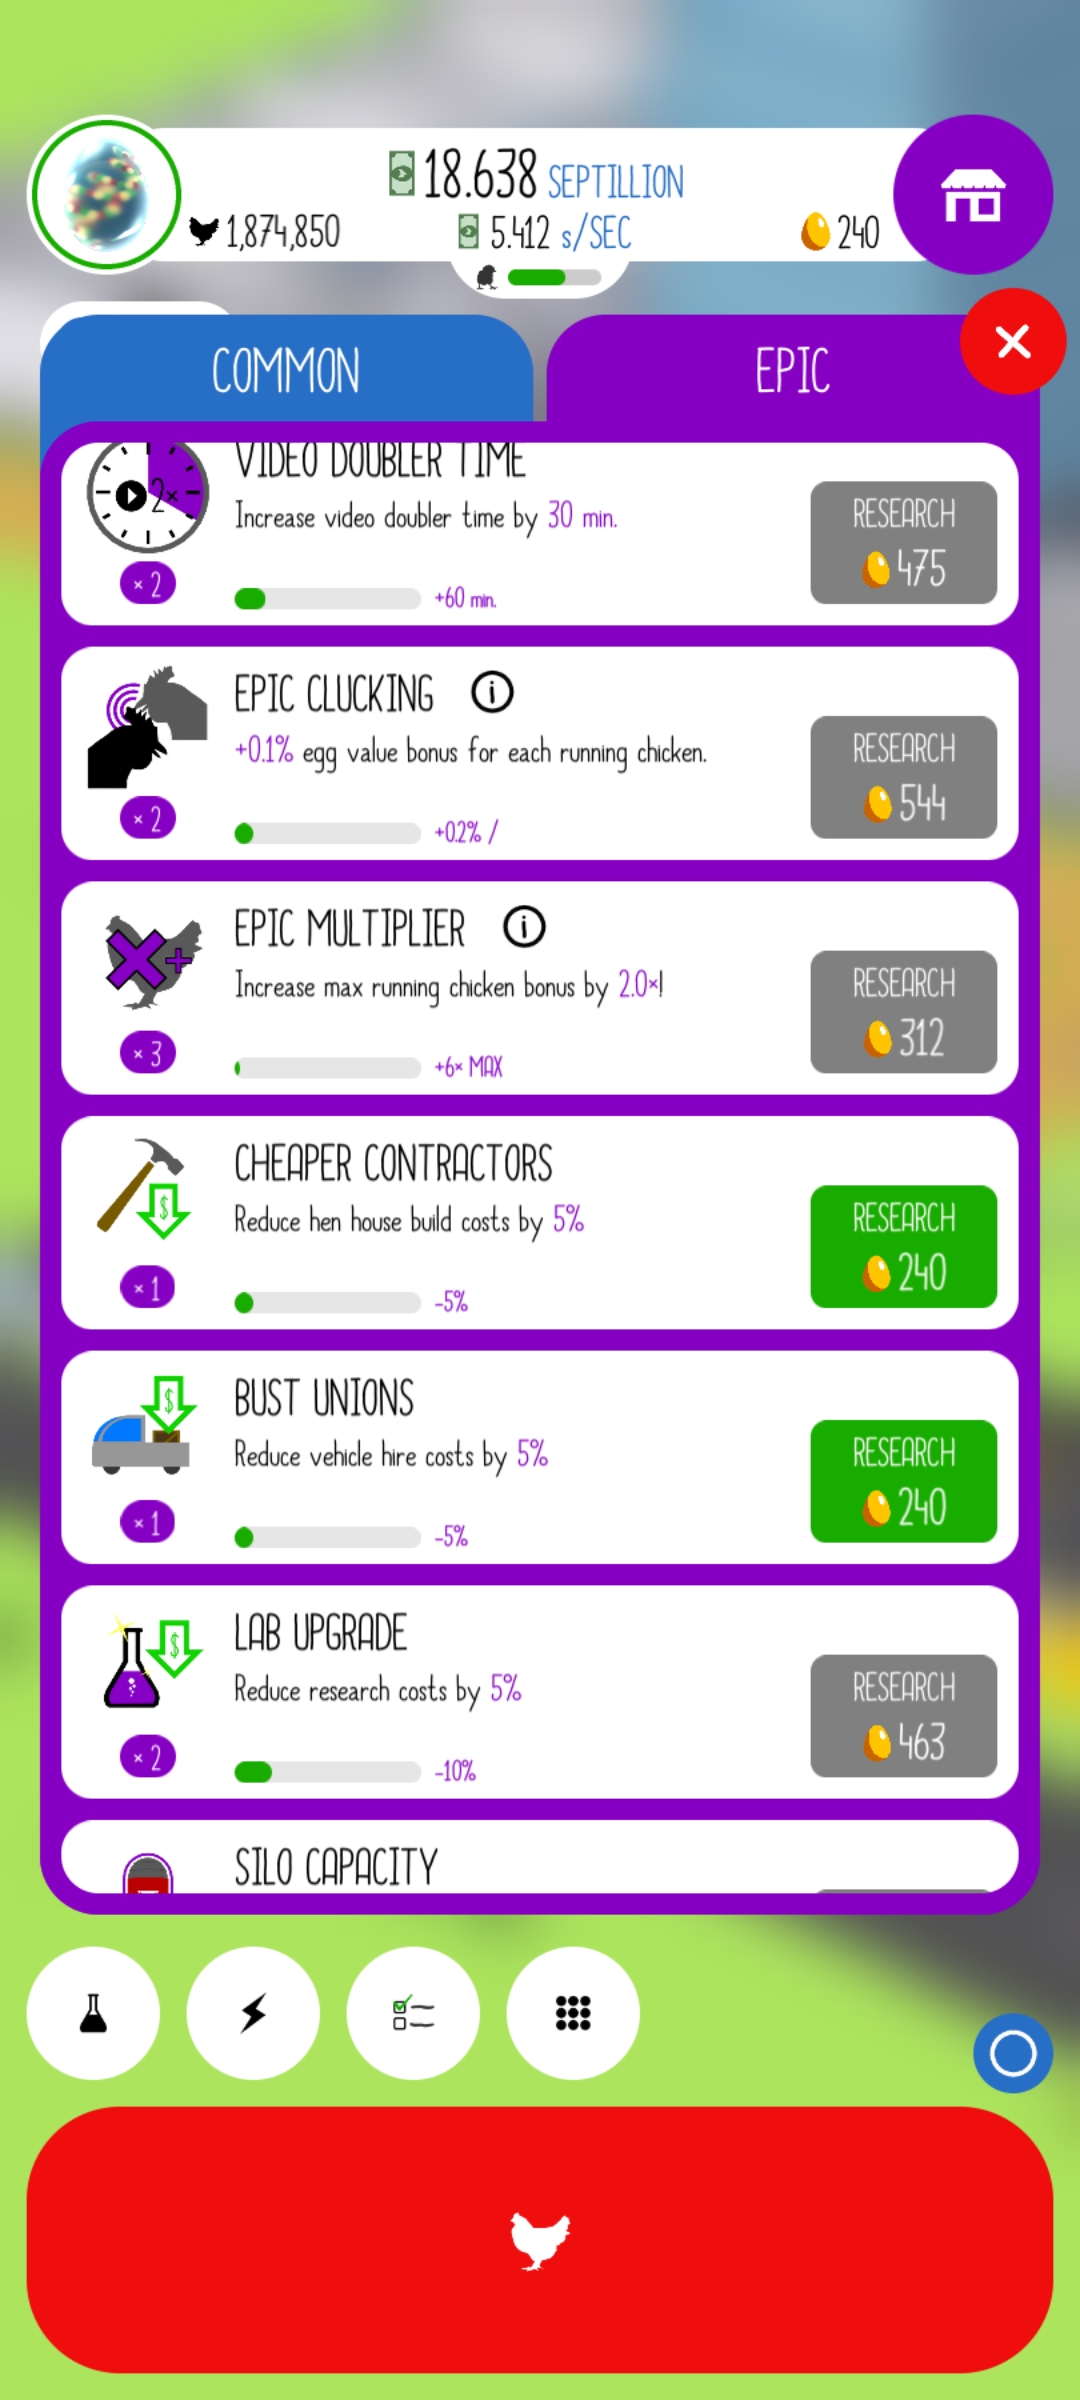 18.638 SEPTILLION
1,874,850
5.412 s/SEC
240
COMMON
EPIC
VIDEO DOUBLER TIME
2×
Increase video doubler time by 30 min.
RESEARCH
475
× 2
+60 min.
EPIC CLUCKING
i
+0.1% egg value bonus for each running chicken.
RESEARCH
544
× 2
+0.2% /
EPIC MULTIPLIER
i
Increase max running chicken bonus by 2.0×!
RESEARCH
312
× 3
+6× MAX
CHEAPER CONTRACTORS
$
Reduce hen house build costs by 5%
RESEARCH
240
× 1
-5%
BUST UNIONS
$
Reduce vehicle hire costs by 5%
RESEARCH
240
× 1
-5%
LAB UPGRADE
$
Reduce research costs by 5%
RESEARCH
463
× 2
-10%
SILO CAPACITY